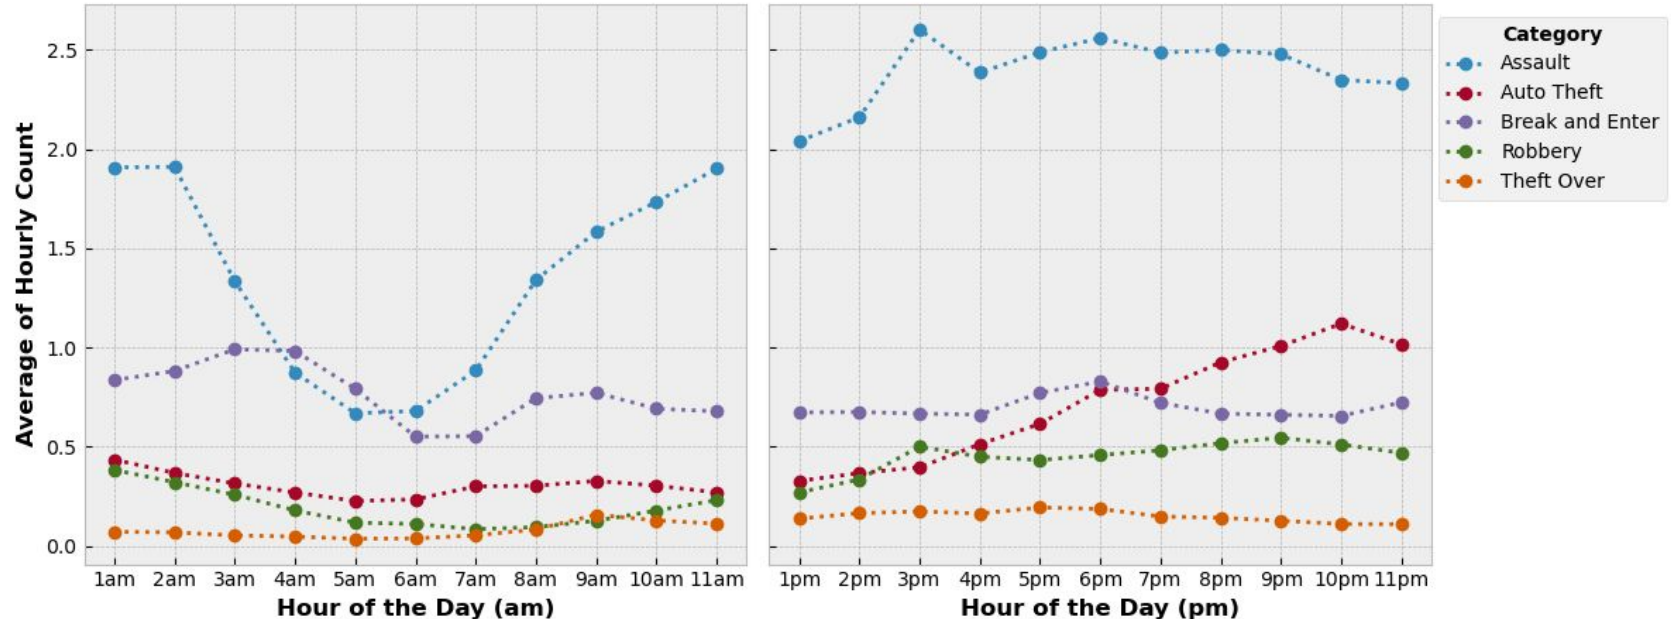 Average of Hourly Count
2.5
2.0
1.5
1.0
0.5
0.0
1am 2am 3am 4am 5am 6am 7am 8am 9am 10am 11am
Hour of the Day (am)
1pm 2pm 3pm 4pm 5pm 6pm 7pm 8pm 9pm 10pm 11pm
Hour of the Day (pm)
Category
Assault
Auto Theft
Break and Enter
Robbery
Theft Over